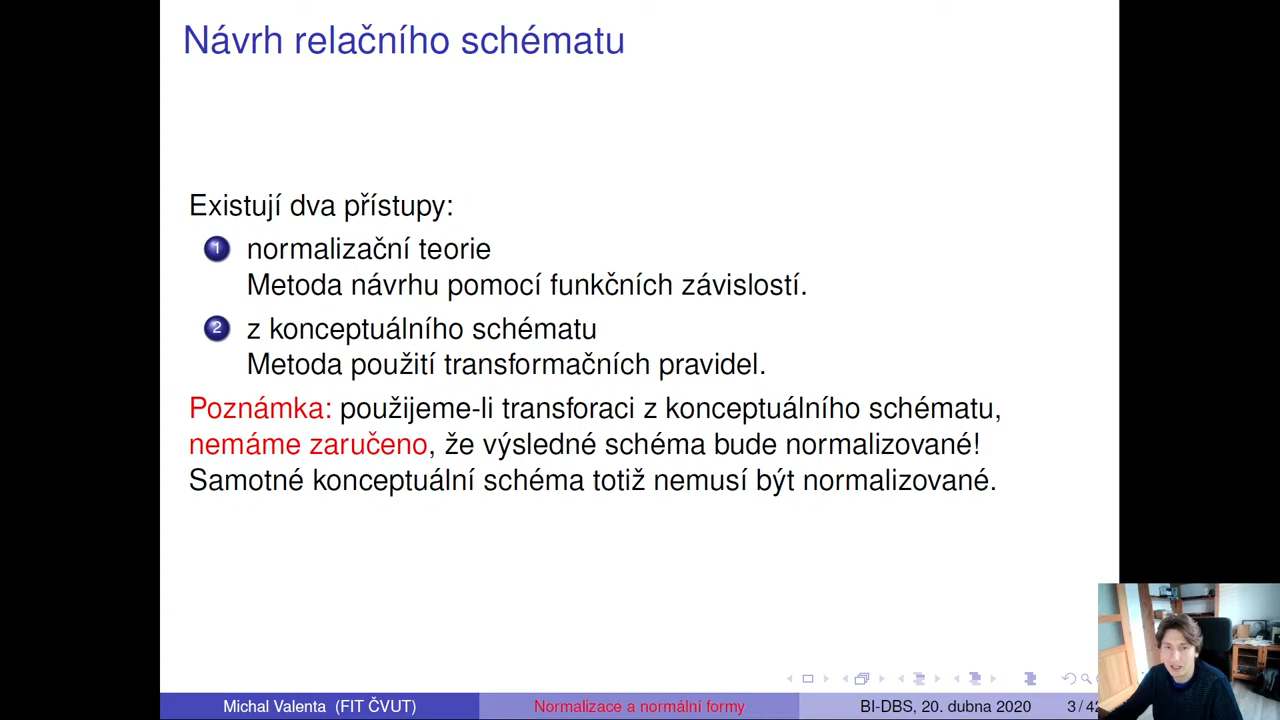 Návrh relačního schématu
Existují dva přístupy:
1 normalizační teorie
Metoda návrhu pomocí funkčních závislostí.
2 z konceptuálního schématu
Metoda použití transformačních pravidel.
Poznámka: použijeme-li transforaci z konceptuálního schématu,
nemáme zaručeno, že výsledné schéma bude normalizované!
Samotné konceptuální schéma totiž nemusí být normalizované.
Michal Valenta (FIT ČVUT) Normalizace a normální formy BI-DBS, 20. dubna 2020 3 / 42